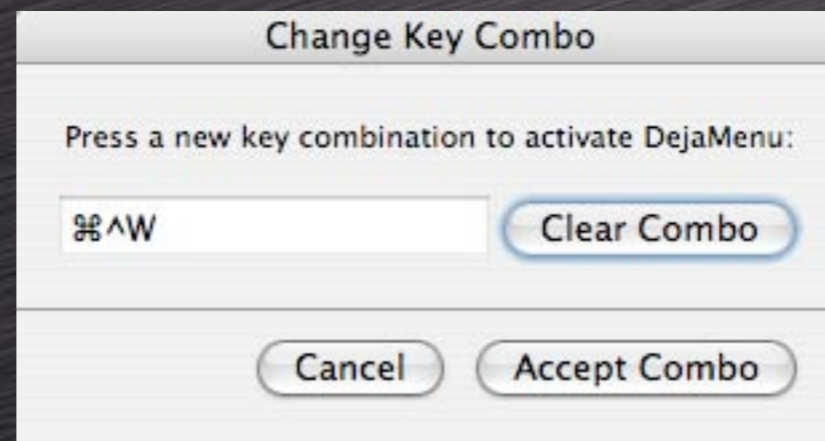 Change Key Combo
Press a new key combination to activate DejaMenu:
⌘^W
Clear Combo
Cancel
Accept Combo